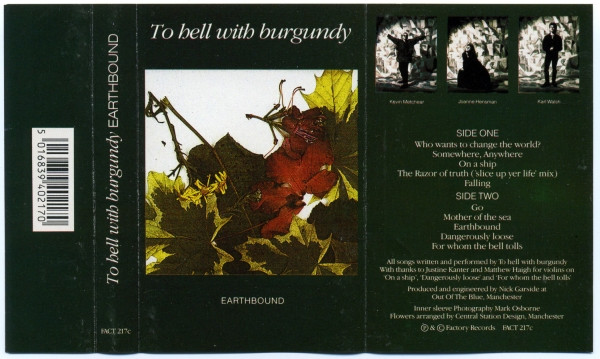 5 016839 402170
To hell with burgundy EARTHBOUND
FACT 217c
To hell with burgundy
EARTHBOUND
Kevin Metchear
Joanne Hensman
Karl Walsh
SIDE ONE
Who wants to change the world?
Somewhere, Anywhere
On a ship
The Razor of truth ('slice up yer life' mix)
Falling
SIDE TWO
Go
Mother of the sea
Earthbound
Dangerously loose
For whom the bell tolls
All songs written and performed by To hell with burgundy
With thanks to Justine Kanter and Matthew Haigh for violins on
'On a ship', 'Dangerously loose' and 'For whom the bell tolls'
Produced and engineered by Nick Garside at
Out Of The Blue, Manchester
Inner sleeve Photography Mark Osborne
Flowers arranged by Central Station Design, Manchester
℗ & © Factory Records FACT 217c